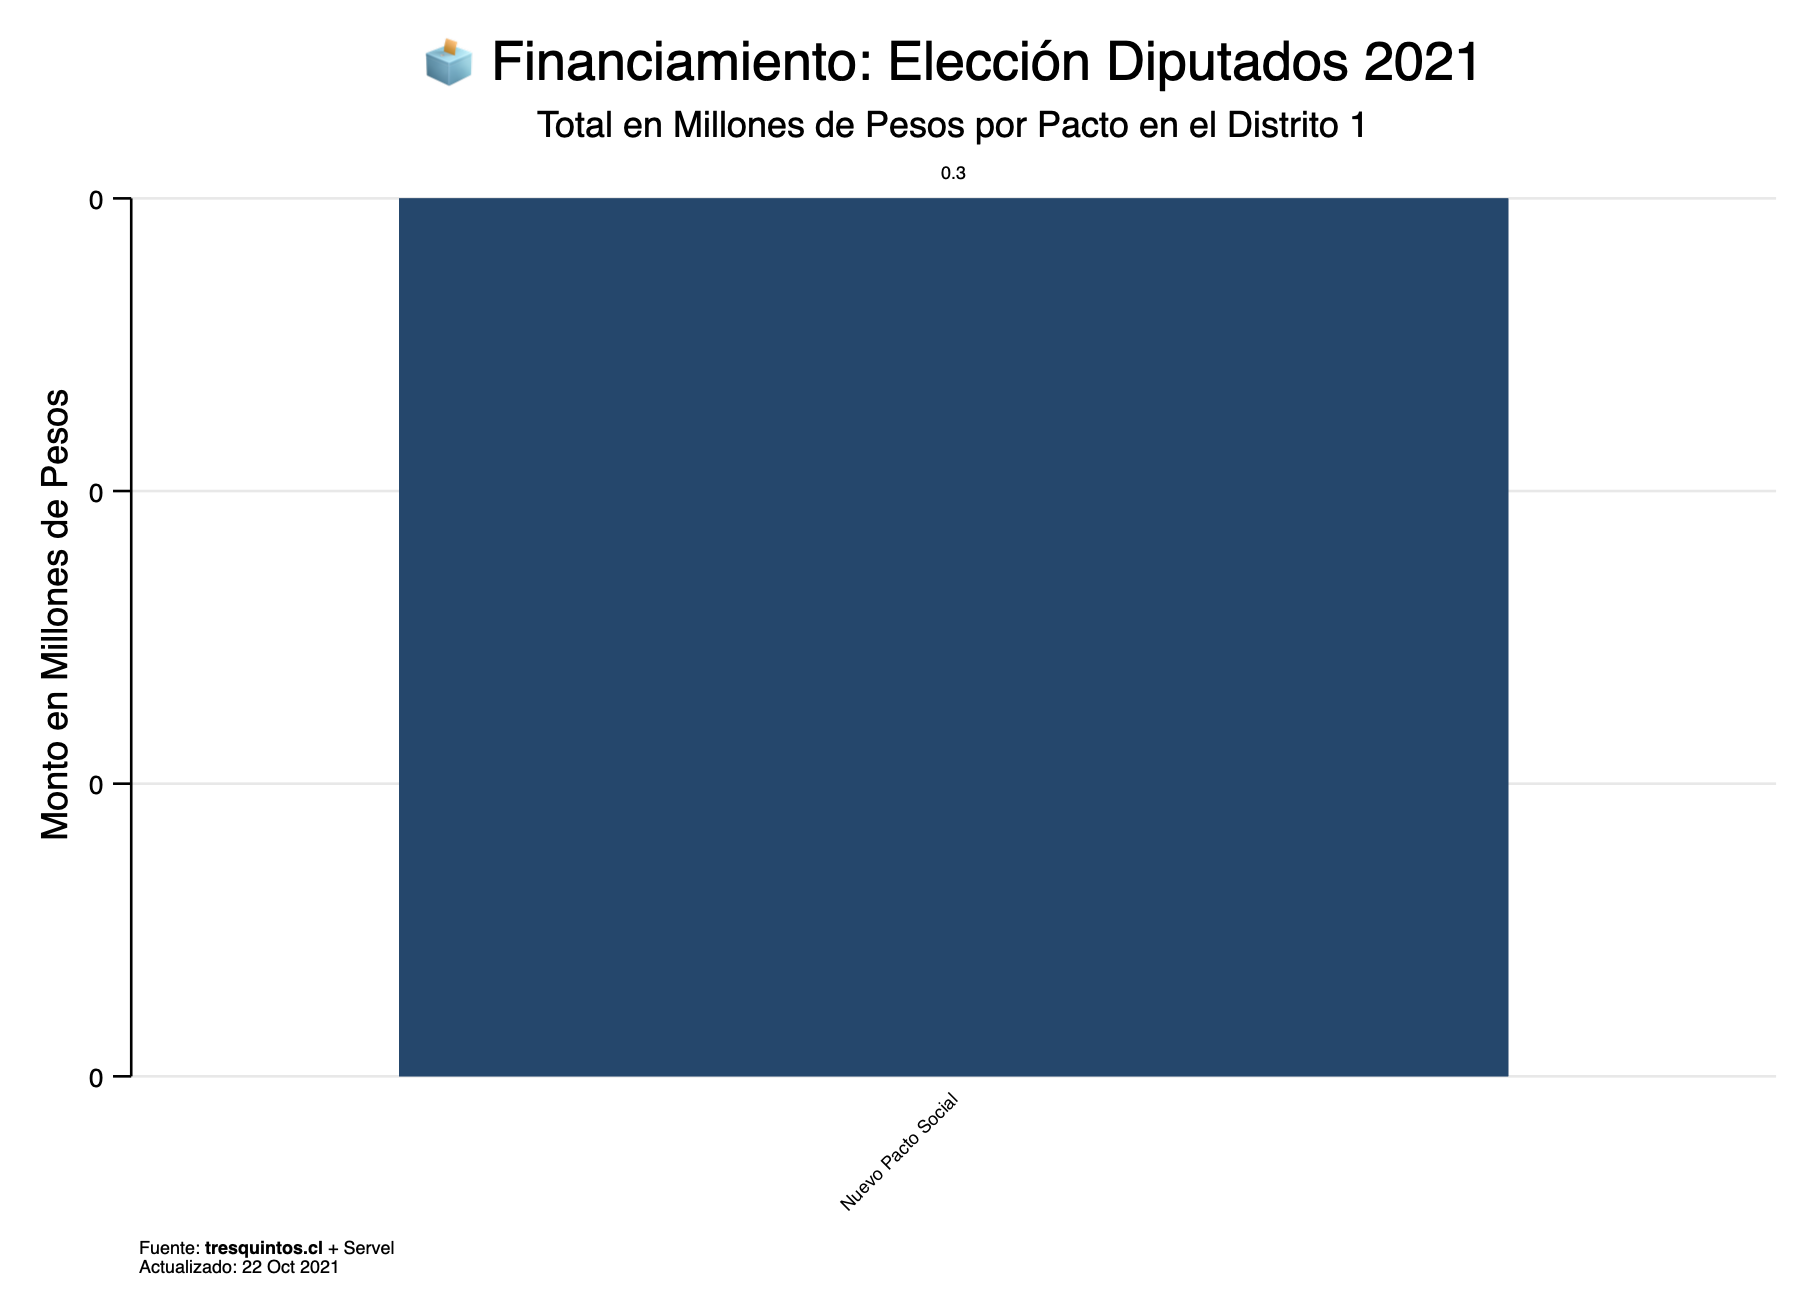 Financiamiento: Elección Diputados 2021
Total en Millones de Pesos por Pacto en el Distrito 1
0.3
0
0
0
0
Monto en Millones de Pesos
Nuevo Pacto Social
Fuente: tresquintos.cl + Servel
Actualizado: 22 Oct 2021